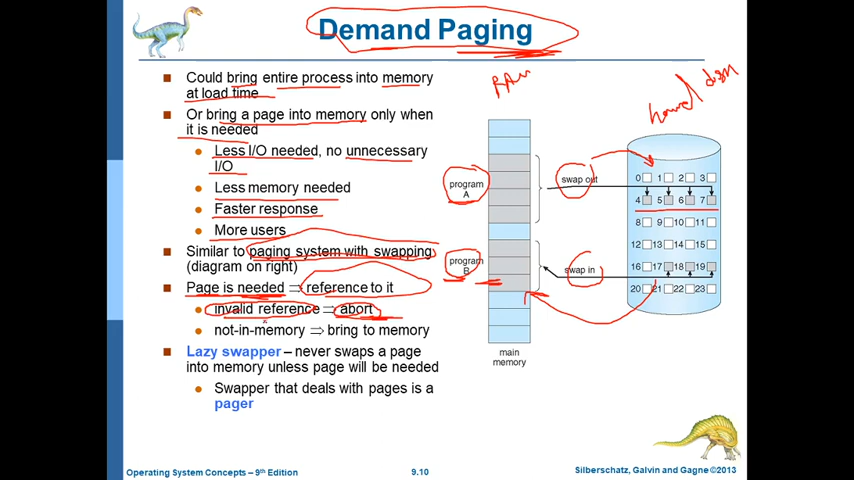 Demand Paging
Could bring entire process into memory
at load time
Or bring a page into memory only when
it is needed
Less I/O needed, no unnecessary
I/O
Less memory needed
Faster response
More users
Similar to paging system with swapping
(diagram on right)
Page is needed ⇒ reference to it
invalid reference ⇒ abort
not-in-memory ⇒ bring to memory
Lazy swapper – never swaps a page
into memory unless page will be needed
Swapper that deals with pages is a
pager
RAM
program
A
program
B
main
memory
swap out
swap in
0 1 2 3
4 5 6 7
8 9 10 11
12 13 14 15
16 17 18 19
20 21 22 23
Operating System Concepts – 9th Edition
9.10
Silberschatz, Galvin and Gagne ©2013